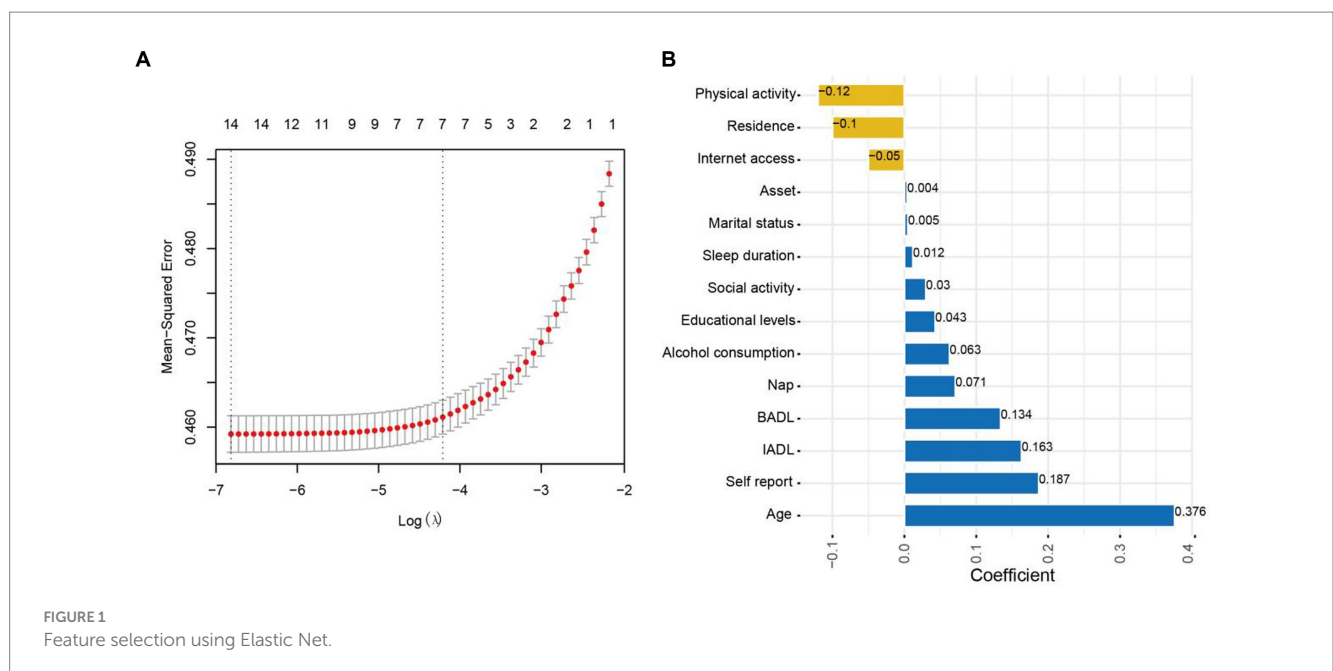 A
14 14 12 11 9 9 7 7 7 7 5 3 2 2 1 1
0.490
0.480
0.470
0.460
Mean−Squared Error
−7 −6 −5 −4 −3 −2
Log (λ)
B
Physical activity
Residence
Internet access
Asset
Marital status
Sleep duration
Social activity
Educational levels
Alcohol consumption
Nap
BADL
IADL
Self report
Age
−0.12
−0.1
−0.05
0.004
0.005
0.012
0.03
0.043
0.063
0.071
0.134
0.163
0.187
0.376
−0.1 0.0 0.1 0.2 0.3 0.4
Coefficient
FIGURE 1
Feature selection using Elastic Net.